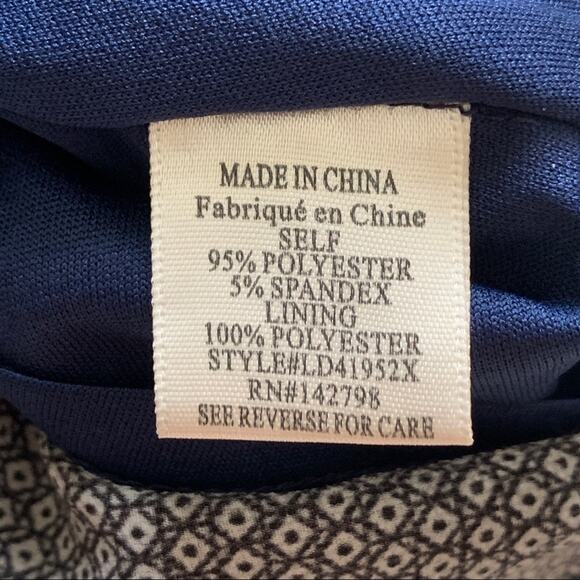 MADE IN CHINA
Fabriqué en Chine
SELF
95% POLYESTER
5% SPANDEX
LINING
100% POLYESTER
STYLE#LD41952X
RN#142798
SEE REVERSE FOR CARE